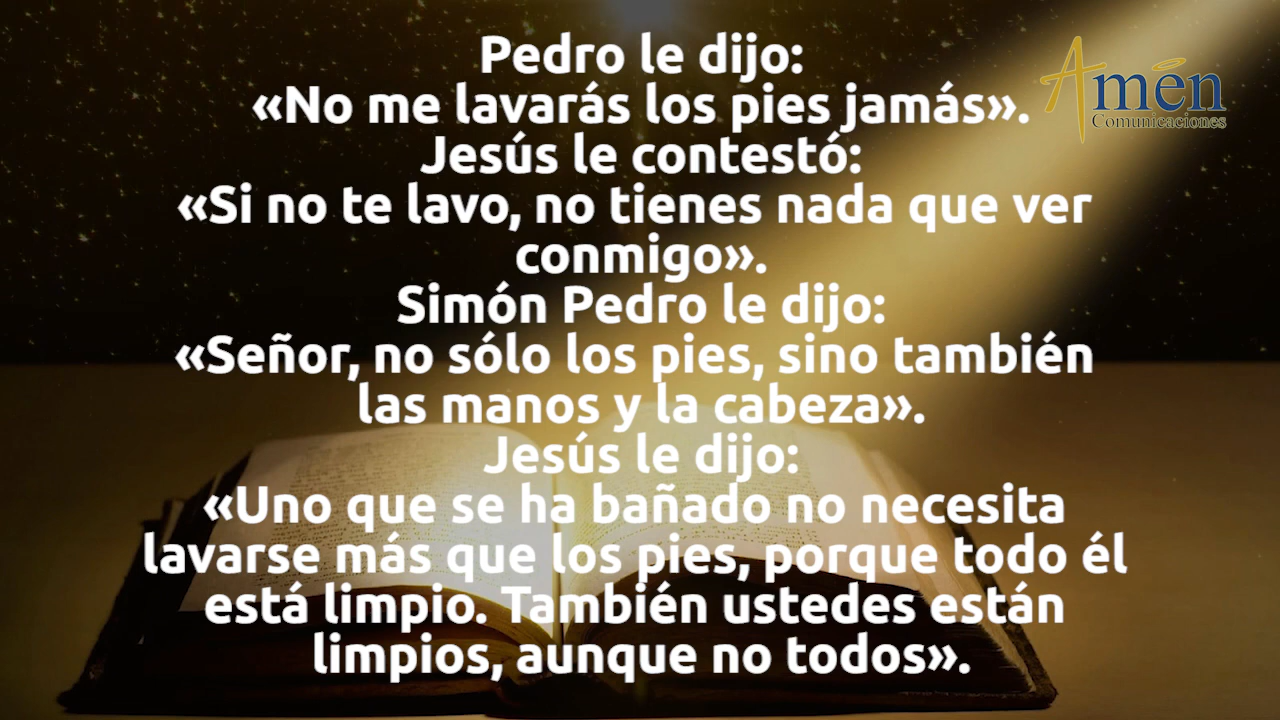 Pedro le dijo:
«No me lavarás los pies jamás».
Jesús le contestó:
«Si no te lavo, no tienes nada que ver
conmigo».
Simón Pedro le dijo:
«Señor, no sólo los pies, sino también
las manos y la cabeza».
Jesús le dijo:
«Uno que se ha bañado no necesita
lavarse más que los pies, porque todo él
está limpio. También ustedes están
limpios, aunque no todos».
Amén
Comunicaciones